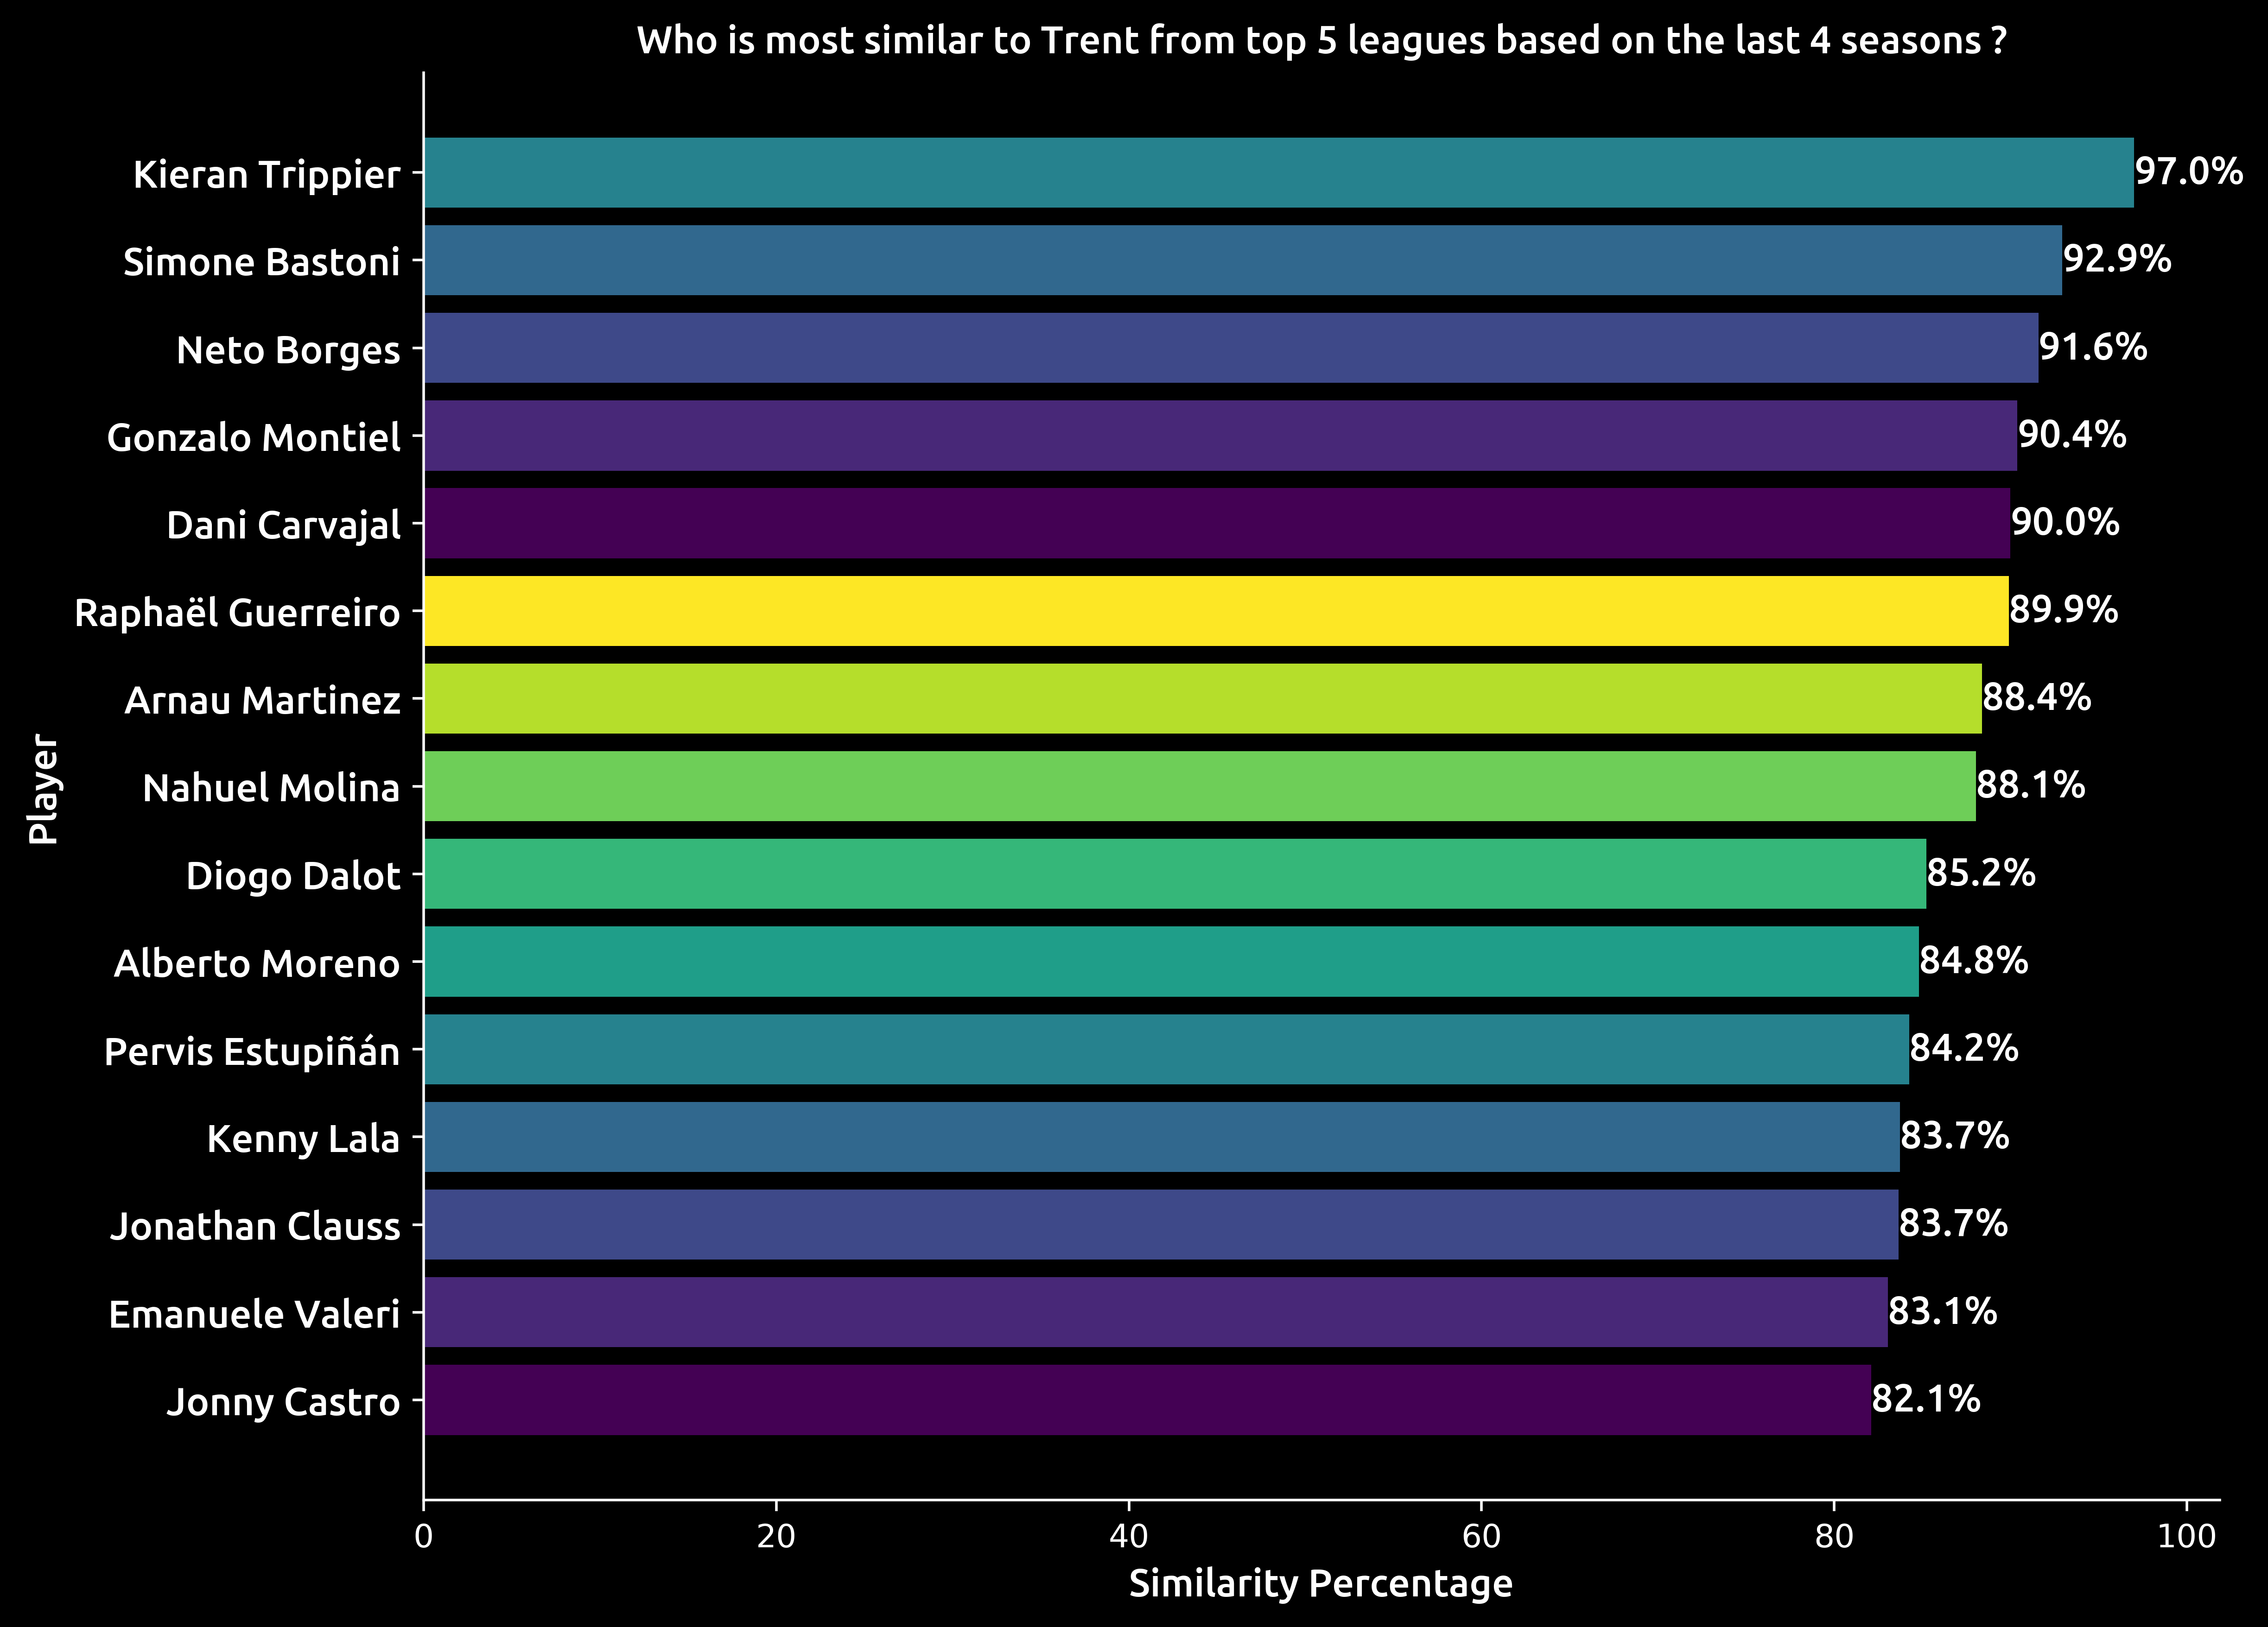 Who is most similar to Trent from top 5 leagues based on the last 4 seasons ?
Kieran Trippier 97.0%
Simone Bastoni 92.9%
Neto Borges 91.6%
Gonzalo Montiel 90.4%
Dani Carvajal 90.0%
Raphaël Guerreiro 89.9%
Arnau Martinez 88.4%
Nahuel Molina 88.1%
Diogo Dalot 85.2%
Alberto Moreno 84.8%
Pervis Estupiñán 84.2%
Kenny Lala 83.7%
Jonathan Clauss 83.7%
Emanuele Valeri 83.1%
Jonny Castro 82.1%
Player
0 20 40 60 80 100
Similarity Percentage